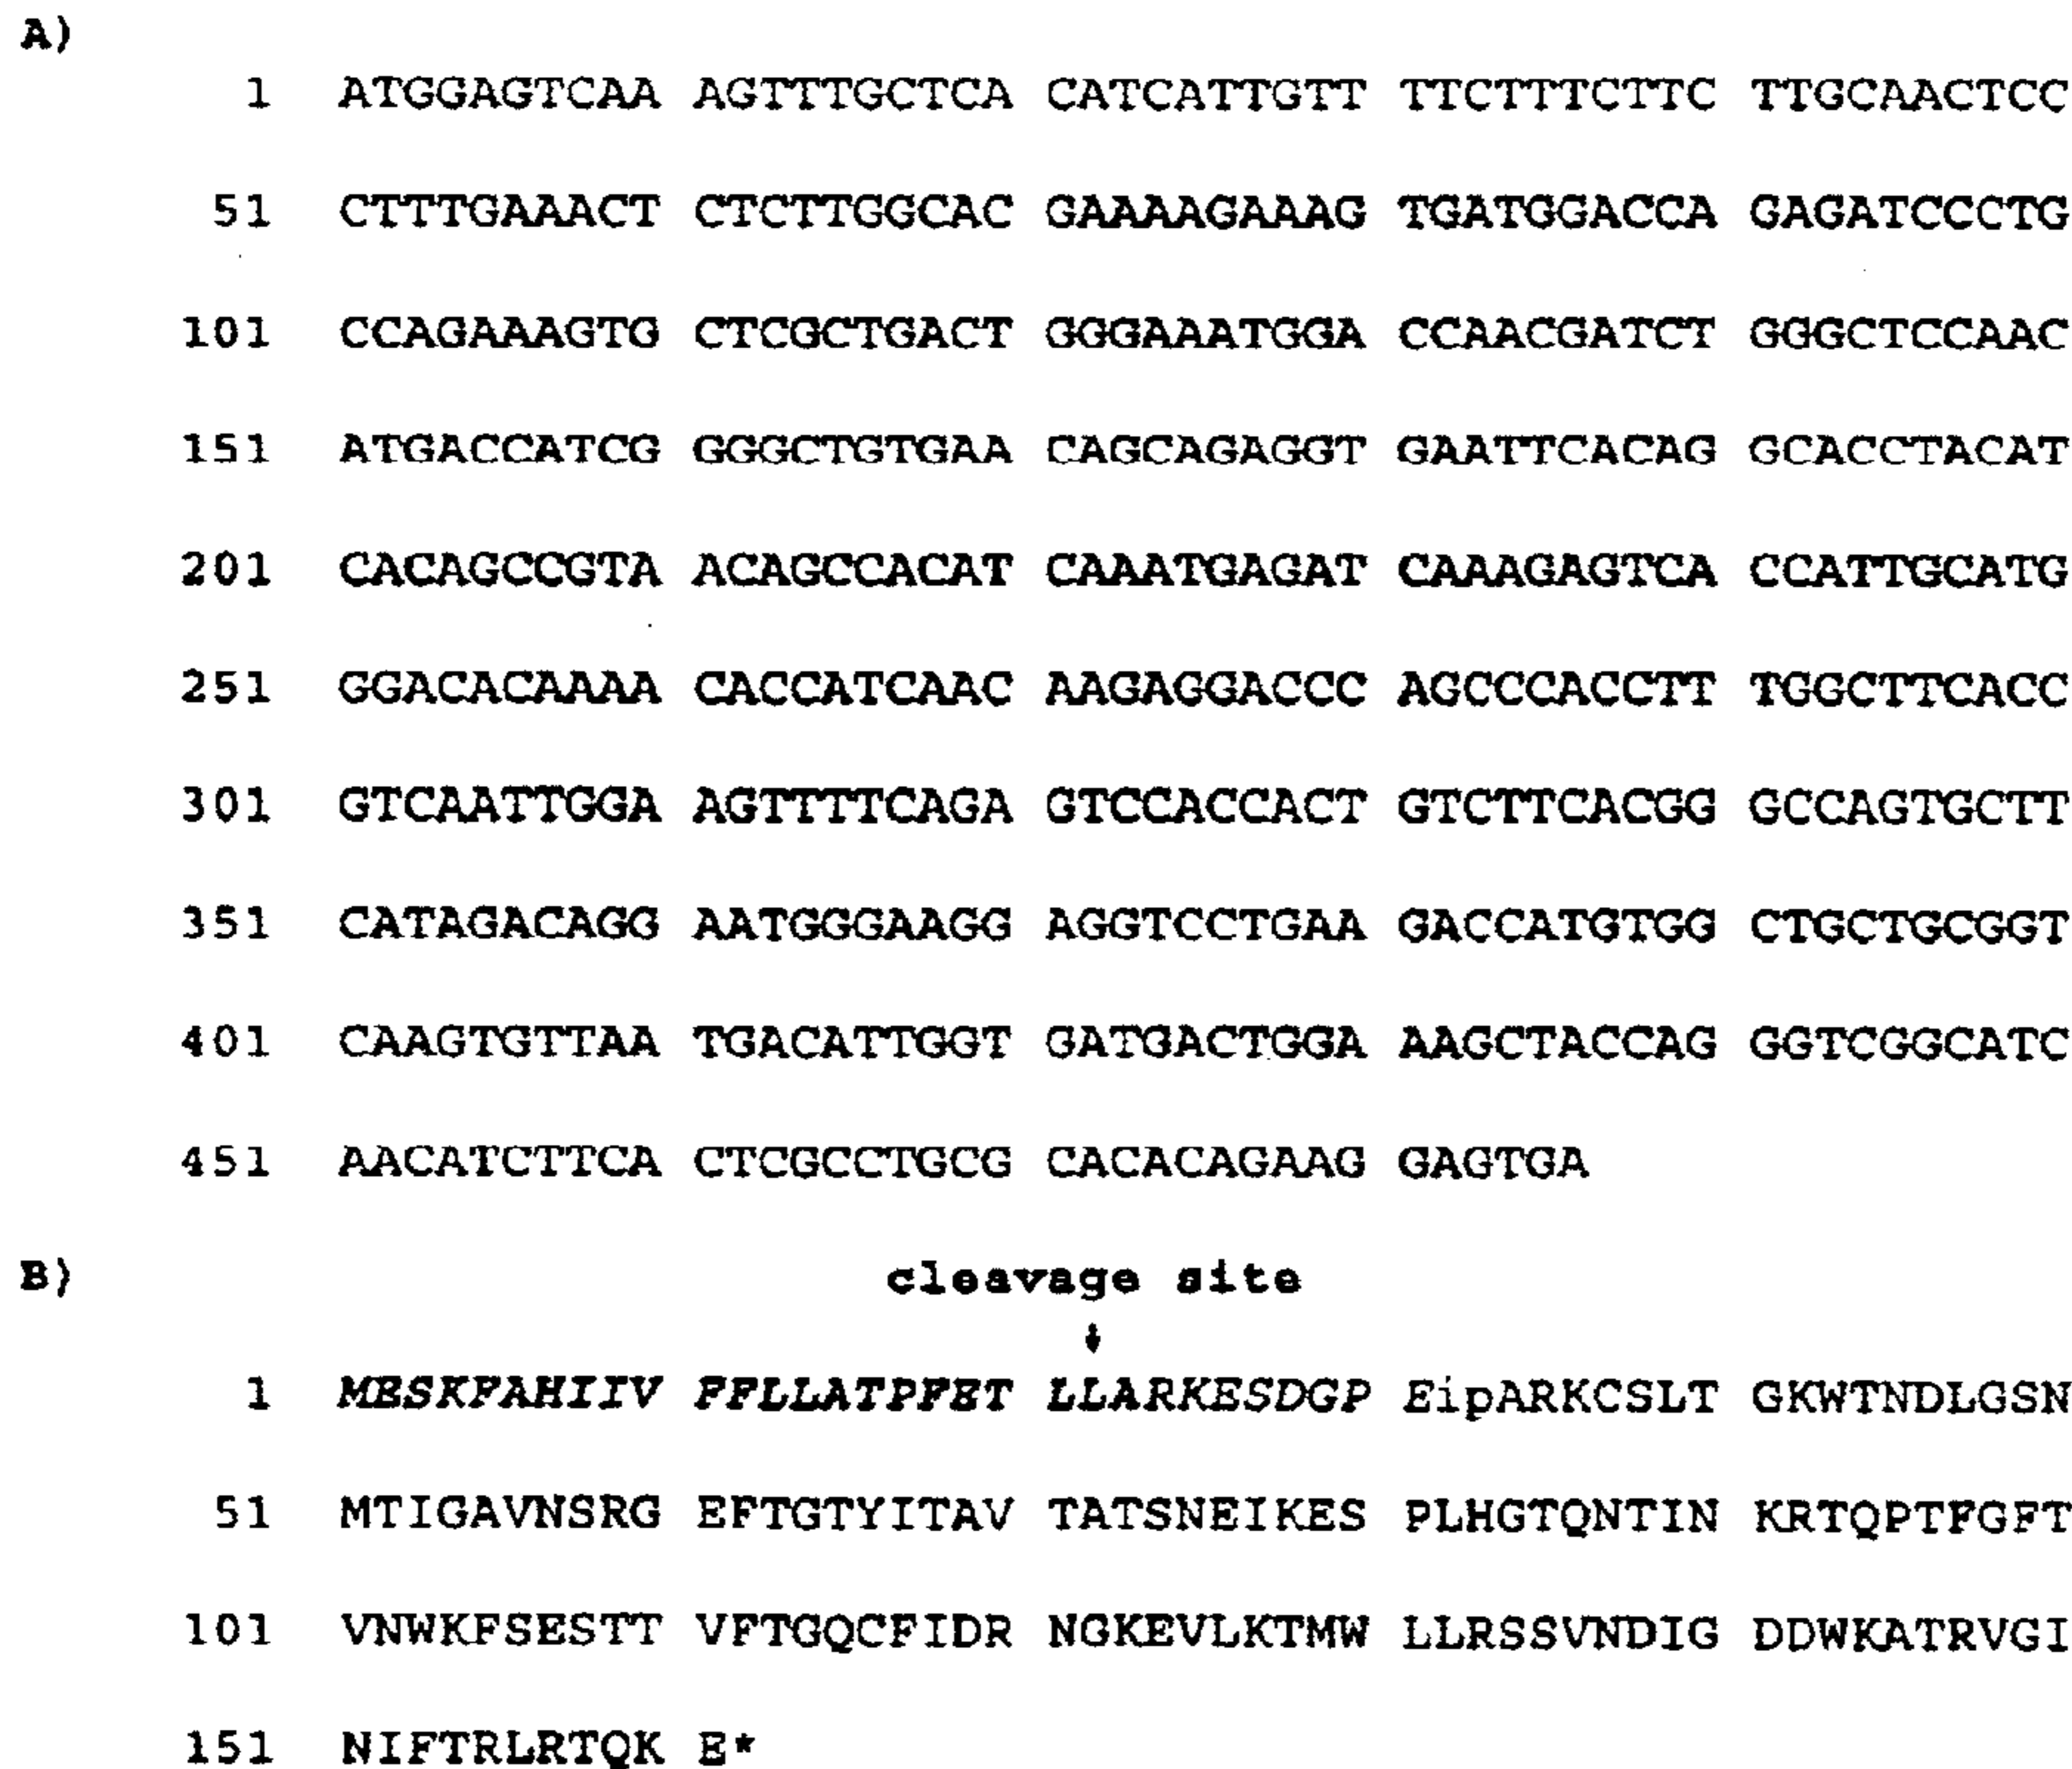 A)
1 ATGGAGTCAA AGTTTGCTCA CATCATTGTT TTCTTTCTTC TTGCAACTCC
51 CTTTGAAACT CTCTTGGCAC GAAAAGAAAG TGATGGACCA GAGATCCCTG
101 CCAGAAAGTG CTCGCTGACT GGGAAATGGA CCAACGATCT GGGCTCCAAC
151 ATGACCATCG GGGCTGTGAA CAGCAGAGGT GAATTCACAG GCACCTACAT
201 CACAGCCGTA ACAGCCACAT CAAATGAGAT CAAAGAGTCA CCATTGCATG
251 GGACACAAAA CACCATCAAC AAGAGGACCC AGCCCACCTT TGGCTTCACC
301 GTCAATTGGA AGTTTTCAGA GTCCACCACT GTCTTCACGG GCCAGTGCTT
351 CATAGACAGG AATGGGAAGG AGGTCCTGAA GACCATGTGG CTGCTGCGGT
401 CAAGTGTTAA TGACATTGGT GATGACTGGA AAGCTACCAG GGTCGGCATC
451 AACATCTTCA CTCGCCTGCG CACACAGAAG GAGTGA
B)
cleavage site
1 MESKFAHIIV FFLLATPFET LLARKESDGP EipARKCSLT GKWTNDLGSN
51 MTIGAVNSRG EFTGTYITAV TATSNEIKES PLHGTQNTIN KRTQPTFGFT
101 VNWKFSESTT VFTGQCFIDR NGKEVLKTMW LLRSSVNDIG DDWKATRVGI
151 NIFTRLRTQK E*